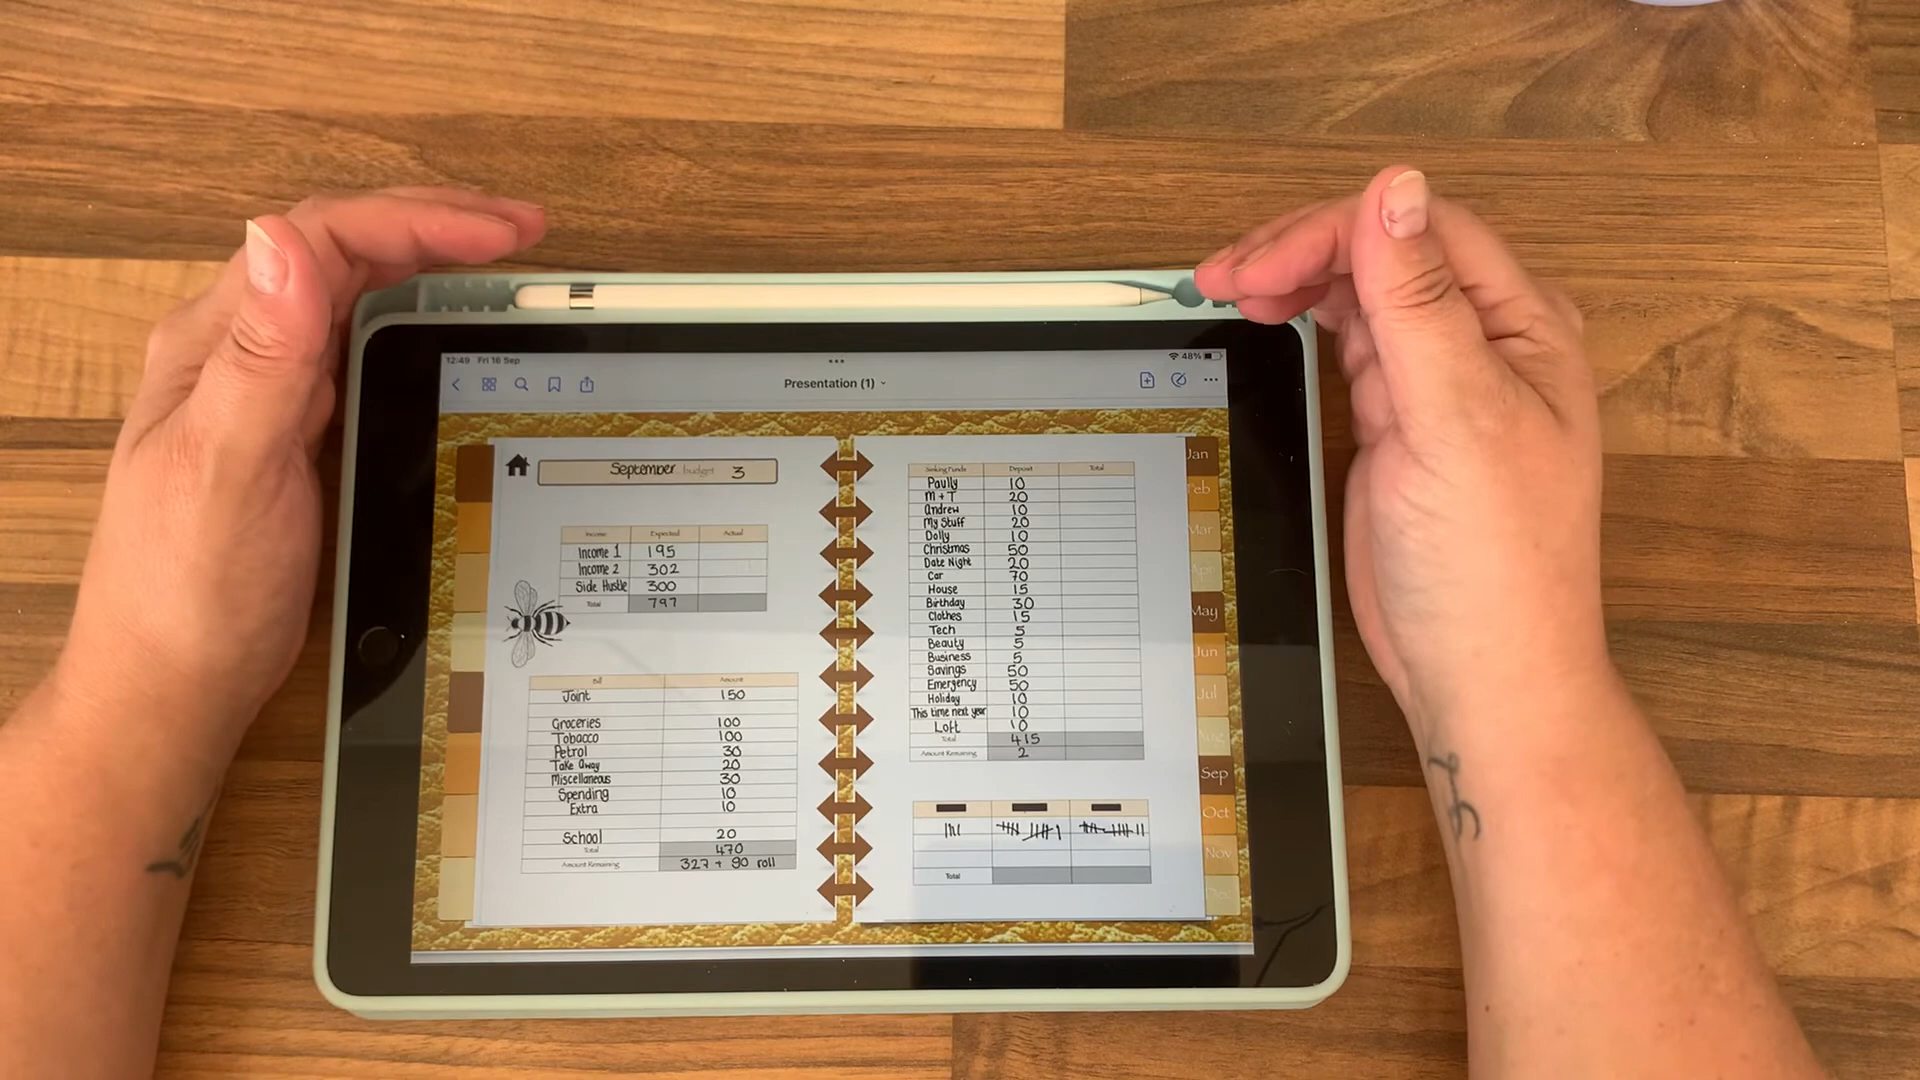 12:49 Fri 16 Sep
48%
Presentation (1)
September budget 3
Income Expected Actual
Income 1 195
Income 2 302
Side Hustle 300
Total 797
Bill Amount
Joint 150
Groceries 100
Tobacco 100
Petrol 30
Take away 20
Miscellaneous 30
Spending 10
Extra 10
School 20
Total 470
Amount Remaining 327 + 90 roll
Sinking Funds Deposit Total
Paully 10
M + T 20
Andrew 10
My Stuff 20
Dolly 10
Christmas 50
Date Night 20
Car 70
House 15
Birthday 30
Clothes 15
Tech 5
Beauty 5
Business 5
Savings 50
Emergency 50
Holiday 10
This time next year 10
Loft 10
Total 415
Amount Remaining 2
Total
Jan
Feb
Mar
Apr
May
Jun
Jul
Aug
Sep
Oct
Nov
Dec